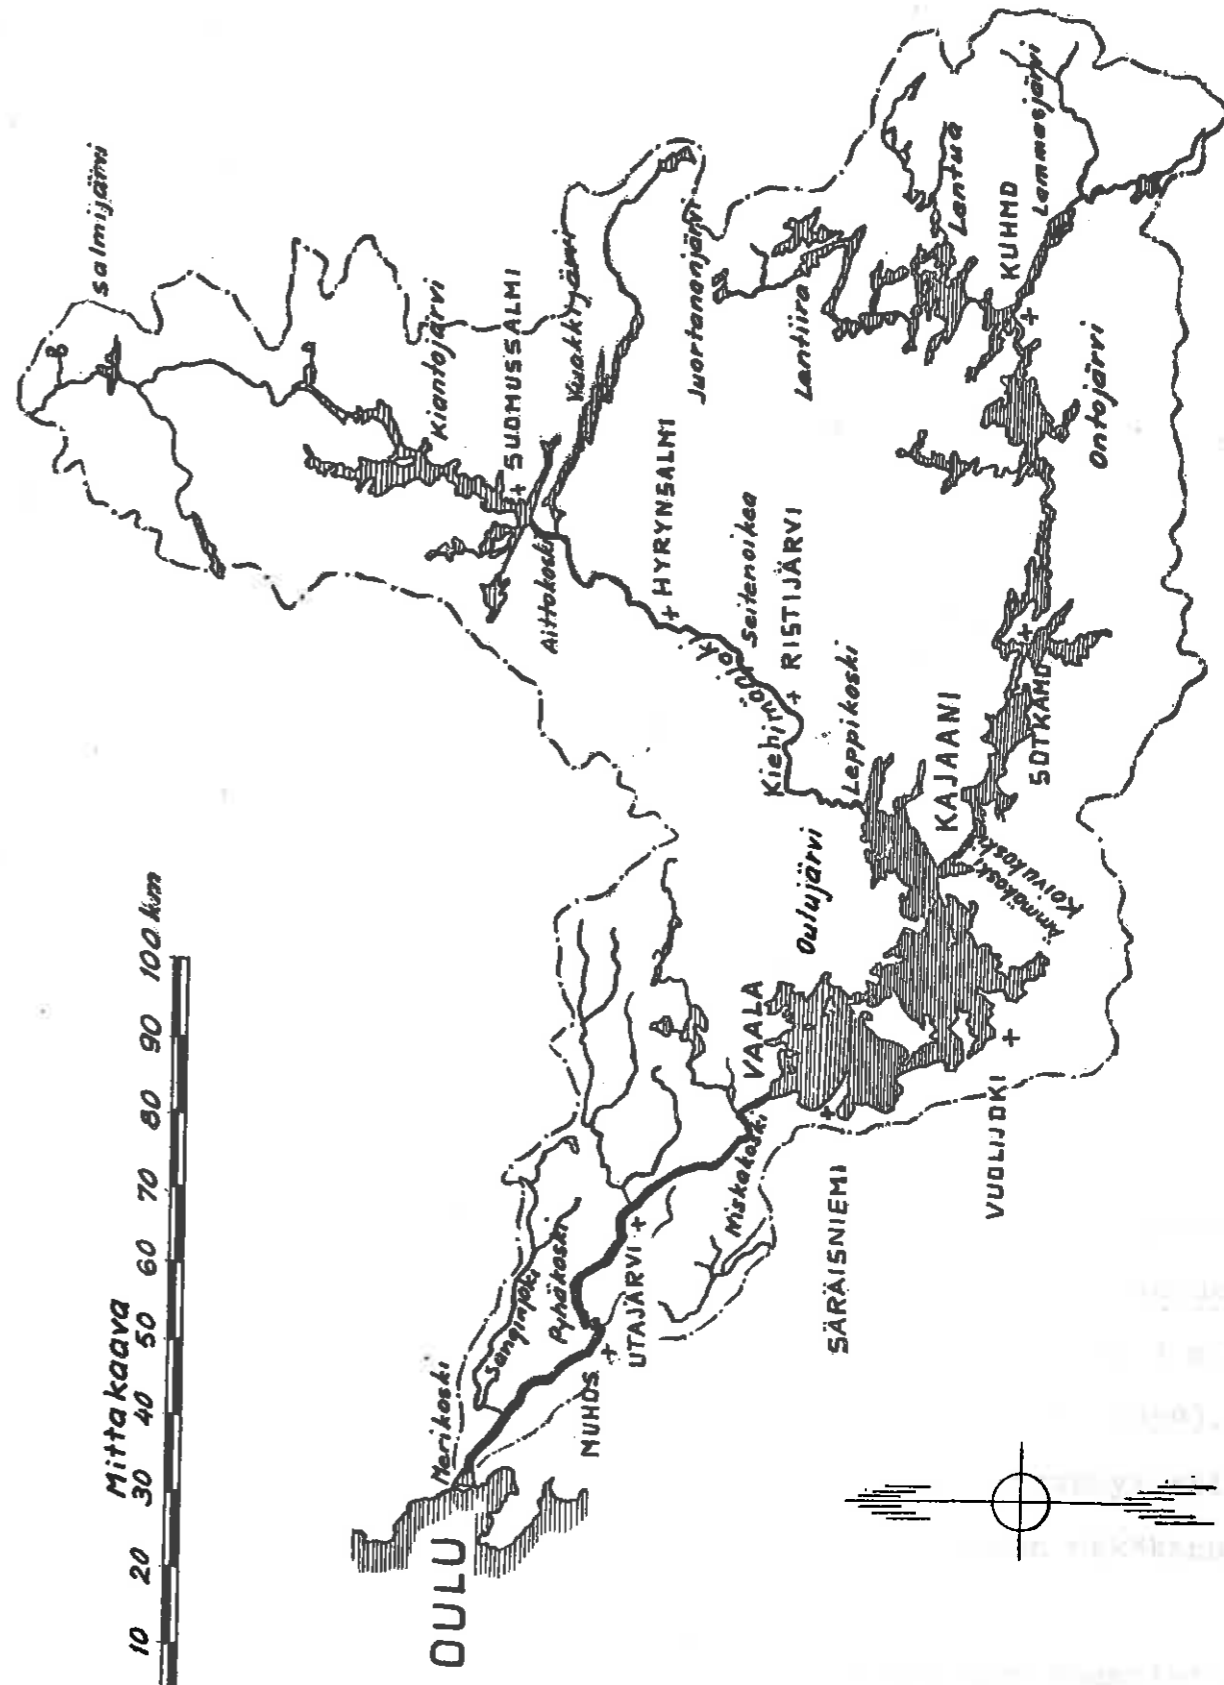 Mittakaava
10 20 30 40 50 60 70 80 90 100 km
OULU
Merikoski
Sanginjoki
Pyhäkoski
MUHOS
UTAJÄRVI
Niskakoski
VAALA
SÄRÄISNIEMI
VUOLIJOKI
Oulujärvi
KAJAANI
Ämmäkoski
Koivukoski
SOTKAMO
Leppikoski
Kiehimänjoki
RISTIJÄRVI
Seitenoikea
HYRYNSALMI
Aittokoski
SUOMUSSALMI
Kiantojärvi
Salmijärvi
Vuokkijärvi
Juortanonjärvi
Lentiira
Lentua
KUHMO
Lammasjärvi
Ontojärvi